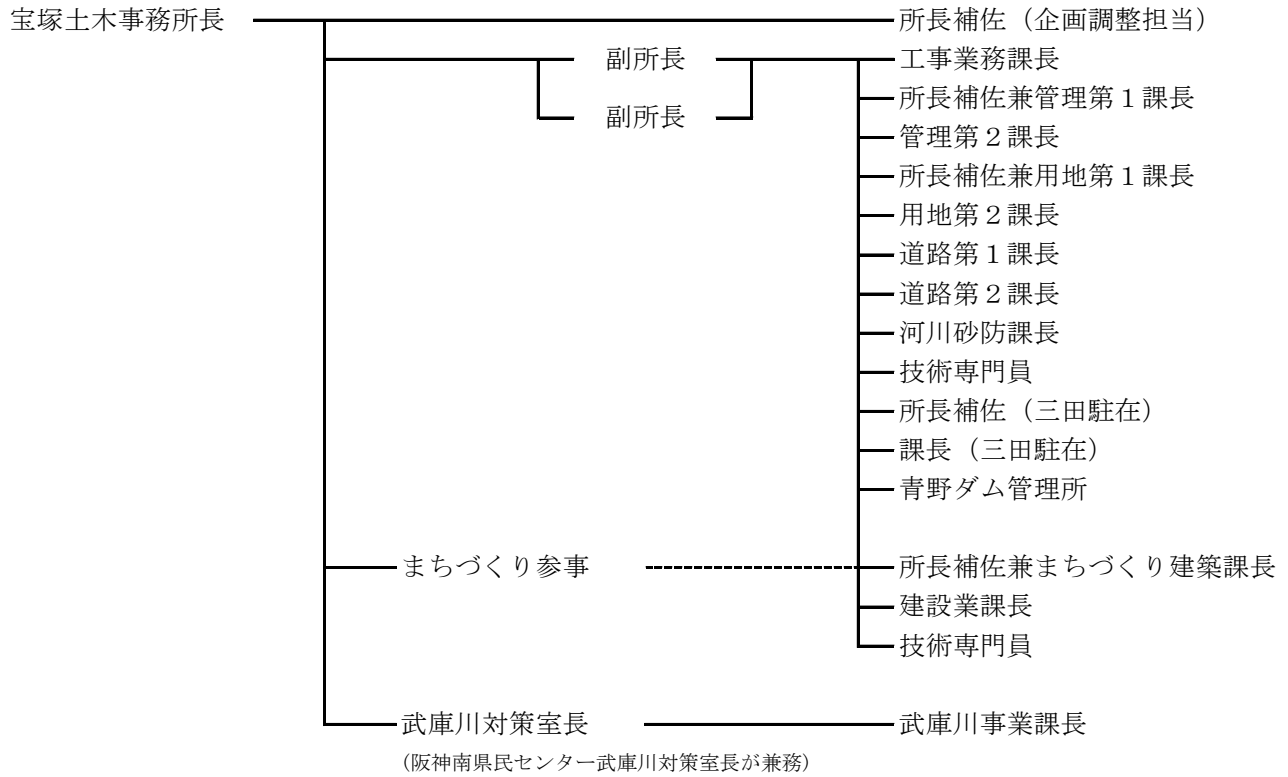 宝塚土木事務所長　所長補佐（企画調整担当）
副所長　工事業務課長
所長補佐兼管理第１課長
副所長
管理第２課長
所長補佐兼用地第１課長
用地第２課長
道路第１課長
道路第２課長
河川砂防課長
技術専門員
所長補佐（三田駐在）
課長（三田駐在）
青野ダム管理所
まちづくり参事　所長補佐兼まちづくり建築課長
建設業課長
技術専門員
武庫川対策室長　武庫川事業課長
(阪神南県民センター武庫川対策室長が兼務)